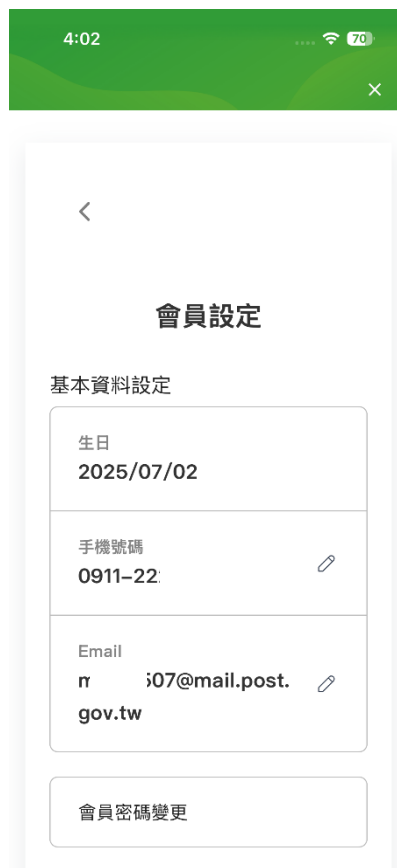 4:02
70
會員設定
基本資料設定
生日
2025/07/02
手機號碼
0911-22
Email
507@mail.post.
gov.tw
會員密碼變更